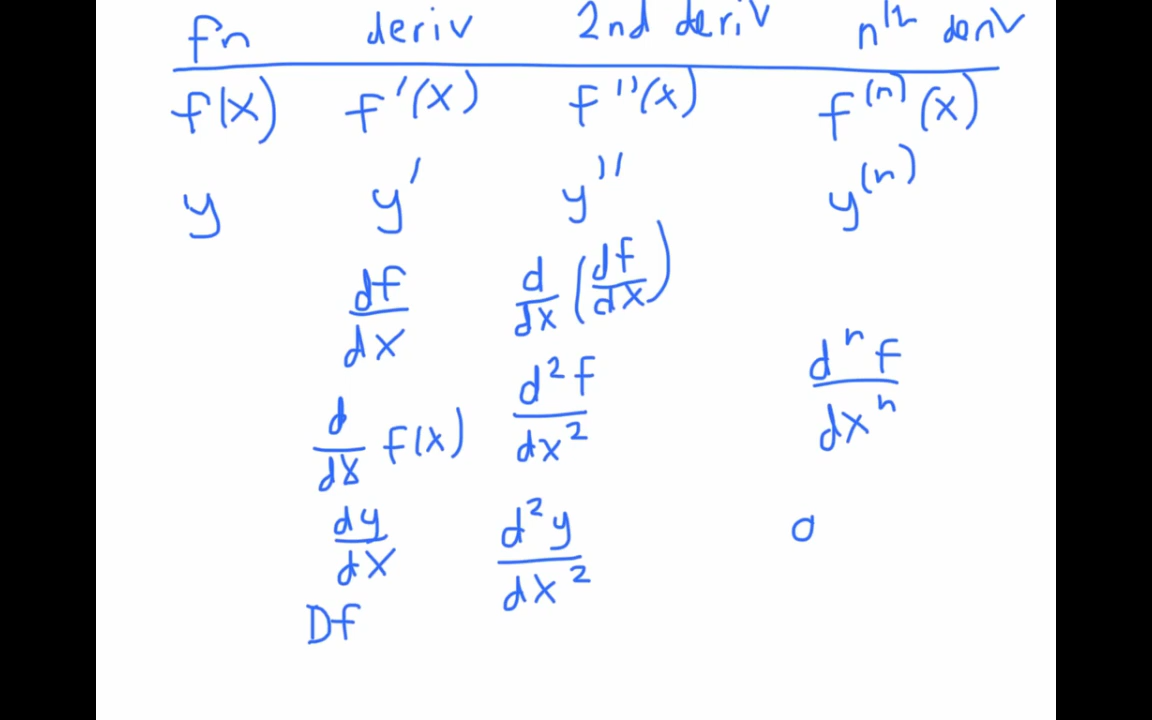 fn deriv 2nd deriv nth deriv
f(x) f'(x) f''(x) f^(n)(x)
y y' y'' y^(n)
df/dx d/dx (df/dx)
d/dx f(x) d²f/dx² dⁿf/dxⁿ
dy/dx d²y/dx² d
Df